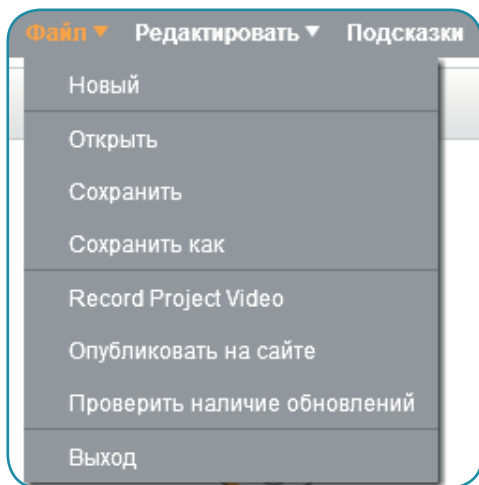 Файл ▼ Редактировать ▼ Подсказки
Новый
Открыть
Сохранить
Сохранить как
Record Project Video
Опубликовать на сайте
Проверить наличие обновлений
Выход